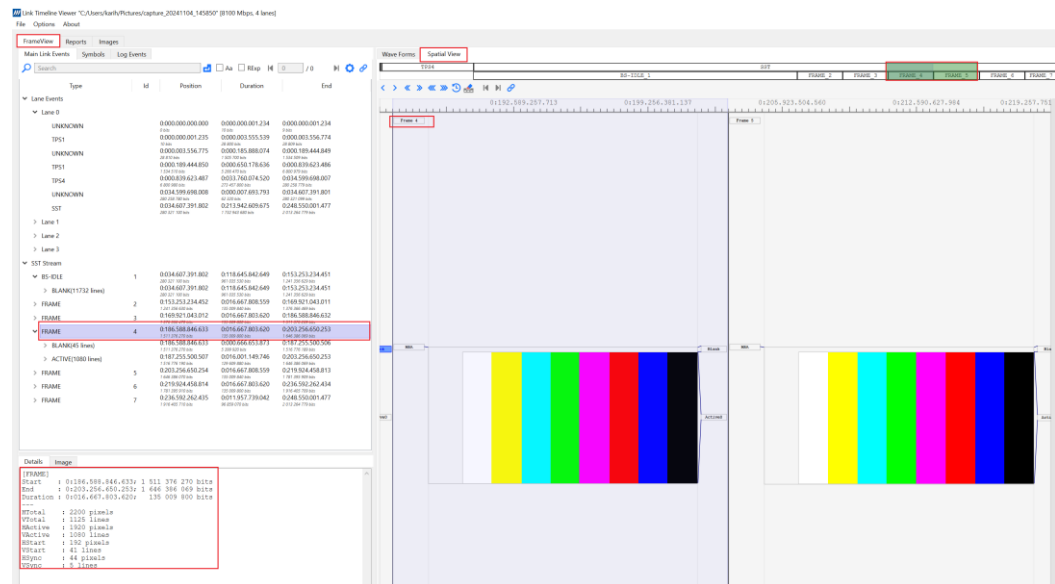 Link Timeline Viewer "C:/Users/karih/Pictures/capture_20241104_145850" [8100 Mbps, 4 lanes]
File Options About
FrameView Reports Images
Main Link Events Symbols Log Events
Wave Forms Spatial View
Search Aa RExp 0 / 0
TPS4 SST
BS-IDLE_1 FRAME_2 FRAME_3 FRAME_4 FRAME_5 FRAME_6 FRAME_7
Type Id Position Duration End
0:192.589.257.713 0:199.256.381.137 0:205.923.504.560 0:212.590.627.984 0:219.257.751
Frame 4 Frame 5
Lane Events
Lane 0
UNKNOWN 0:000.000.000.000 0:000.000.001.234 0:000.000.001.234
TPS1 0:000.000.001.235 0:000.003.555.539 0:000.003.556.774
UNKNOWN 0:000.003.556.775 0:000.185.888.074 0:000.189.444.849
TPS1 0:000.189.444.850 0:000.650.178.636 0:000.839.623.486
TPS4 0:000.839.623.487 0:033.760.074.520 0:034.599.698.007
UNKNOWN 0:034.599.698.008 0:000.007.693.793 0:034.607.391.801
SST 0:034.607.391.802 0:213.942.609.675 0:248.550.001.477
Lane 1
Lane 2
Lane 3
SST Stream
BS-IDLE 1 0:034.607.391.802 0:118.645.842.649 0:153.253.234.451
BLANK(11732 lines) 0:034.607.391.802 0:118.645.842.649 0:153.253.234.451
FRAME 2 0:153.253.234.452 0:016.667.808.559 0:169.921.043.011
FRAME 3 0:169.921.043.012 0:016.667.803.620 0:186.588.846.632
FRAME 4 0:186.588.846.633 0:016.667.803.620 0:203.256.650.253
BLANK(45 lines) 0:186.588.846.633 0:000.666.653.873 0:187.255.500.506
ACTIVE(1080 lines) 0:187.255.500.507 0:016.001.149.746 0:203.256.650.253
FRAME 5 0:203.256.650.254 0:016.667.808.559 0:219.924.458.813
FRAME 6 0:219.924.458.814 0:016.667.803.620 0:236.592.262.434
FRAME 7 0:236.592.262.435 0:011.957.739.042 0:248.550.001.477
Details Image
[FRAME]
Start : 0:186.588.846.633; 1 511 376 270 bits
End : 0:203.256.650.253; 1 646 386 069 bits
Duration : 0:016.667.803.620; 135 009 800 bits
---
HTotal : 2200 pixels
VTotal : 1125 lines
HActive : 1920 pixels
VActive : 1080 lines
HStart : 192 pixels
VStart : 41 lines
HSync : 44 pixels
VSync : 5 lines